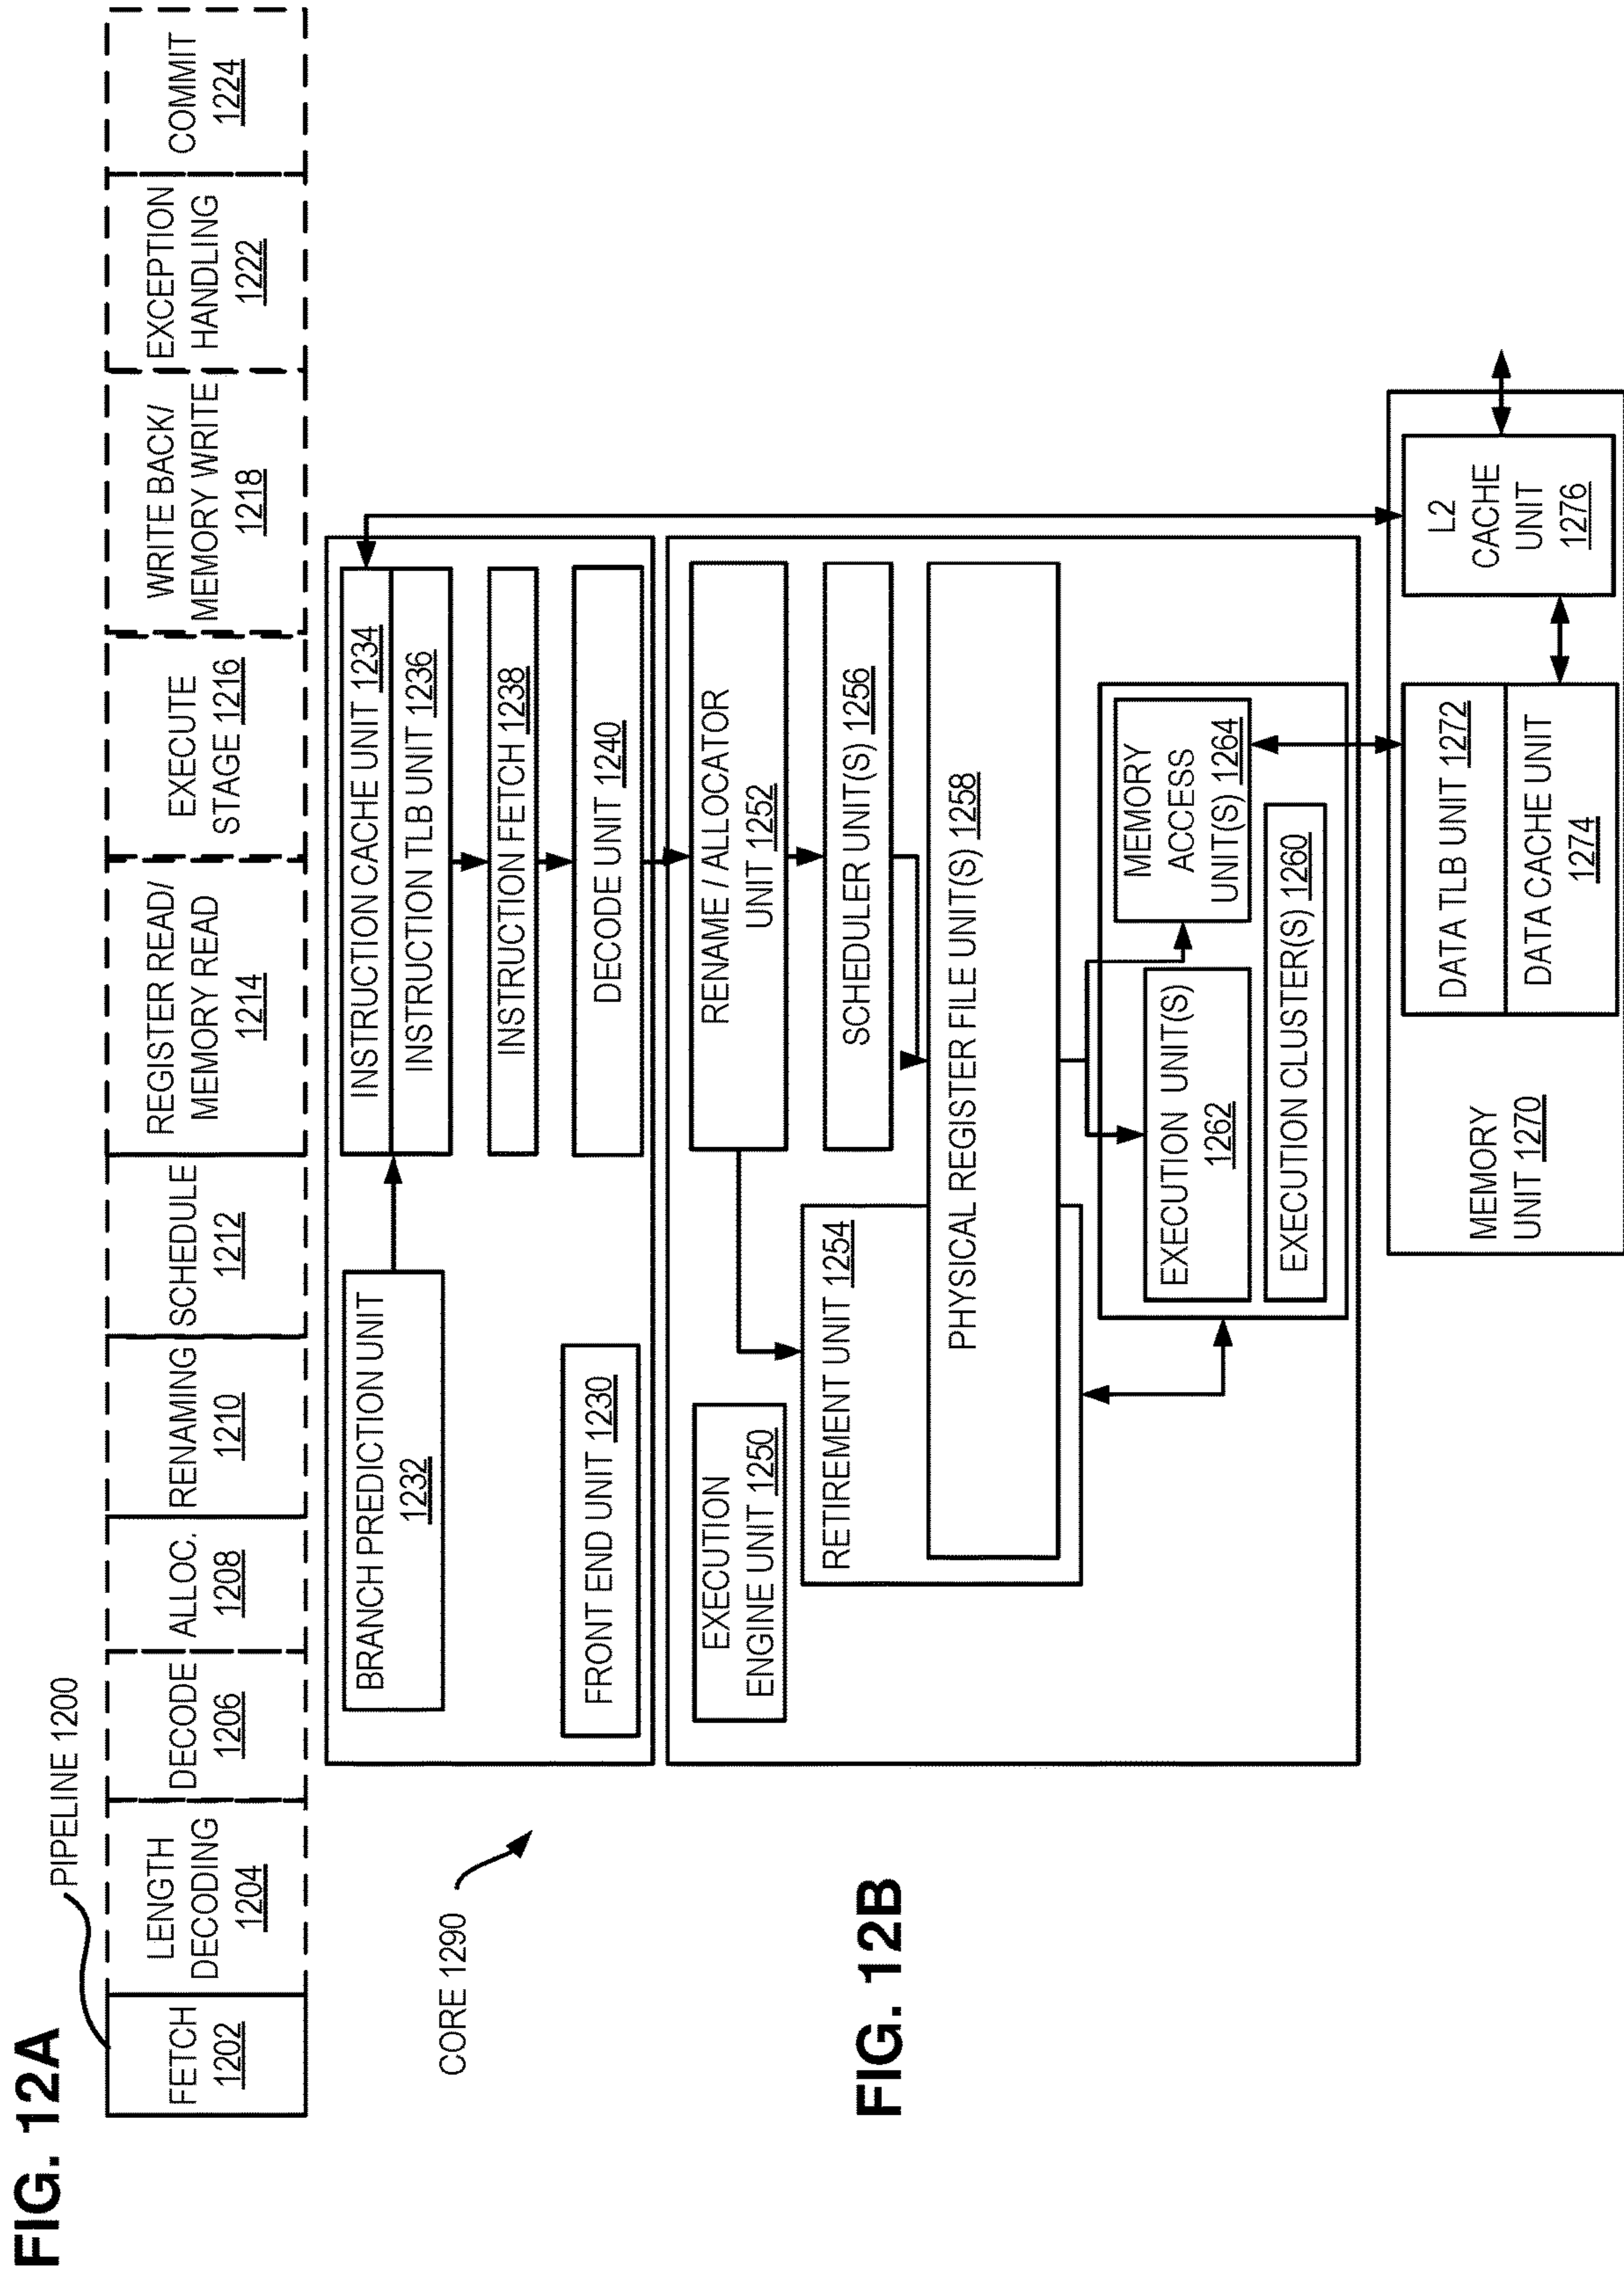 FIG. 12A
PIPELINE 1200
FETCH
1202
LENGTH
DECODING
1204
DECODE
1206
ALLOC.
1208
RENAMING
1210
SCHEDULE
1212
REGISTER READ/
MEMORY READ
1214
EXECUTE
STAGE 1216
WRITE BACK/
MEMORY WRITE
1218
EXCEPTION
HANDLING
1222
COMMIT
1224
CORE 1290
BRANCH PREDICTION UNIT
1232
INSTRUCTION CACHE UNIT 1234
INSTRUCTION TLB UNIT 1236
INSTRUCTION FETCH 1238
FRONT END UNIT 1230
DECODE UNIT 1240
EXECUTION
ENGINE UNIT 1250
RENAME / ALLOCATOR
UNIT 1252
RETIREMENT UNIT 1254
SCHEDULER UNIT(S) 1256
PHYSICAL REGISTER FILE UNIT(S) 1258
EXECUTION UNIT(S)
1262
MEMORY
ACCESS
UNIT(S) 1264
EXECUTION CLUSTER(S) 1260
MEMORY
UNIT 1270
DATA TLB UNIT 1272
DATA CACHE UNIT
1274
L2
CACHE
UNIT
1276
FIG. 12B